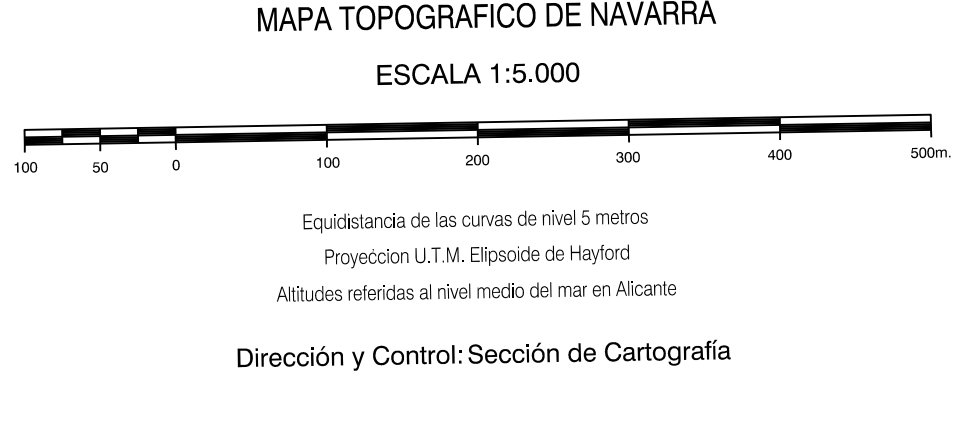 MAPA TOPOGRAFICO DE NAVARRA
ESCALA 1:5.000
100 50 0 100 200 300 400 500m.
Equidistancia de las curvas de nivel 5 metros
Proyeccion U.T.M. Elipsoide de Hayford
Altitudes referidas al nivel medio del mar en Alicante
Dirección y Control: Sección de Cartografía